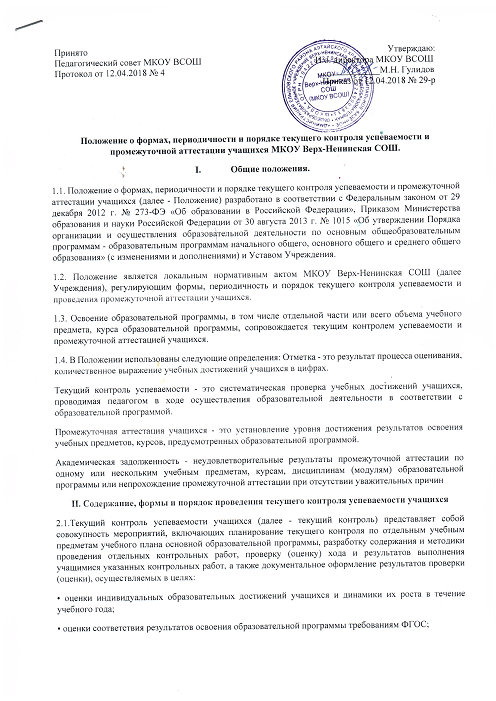 Принято
Педагогический совет МКОУ ВСОШ
Протокол от 12.04.2018 № 4
Утверждаю:
директора МКОУ ВСОШ
М.Н. Гулидов
Приказ от 12.04.2018 № 29-р
МКОУ
Верх-Ненинская
СОШ
(МКОУ ВСОШ)
Положение о формах, периодичности и порядке текущего контроля успеваемости и
промежуточной аттестации учащихся МКОУ Верх-Ненинская СОШ.
I. Общие положения.
1.1. Положение о формах, периодичности и порядке текущего контроля успеваемости и промежуточной
аттестации учащихся (далее - Положение) разработано в соответствии с Федеральным законом от 29
декабря 2012 г. № 273-ФЭ «Об образовании в Российской Федерации», Приказом Министерства
образования и науки Российской Федерации от 30 августа 2013 г. № 1015 «Об утверждении Порядка
организации и осуществления образовательной деятельности по основным общеобразовательным
программам - образовательным программам начального общего, основного общего и среднего общего
образования» (с изменениями и дополнениями) и Уставом Учреждения.
1.2. Положение является локальным нормативным актом МКОУ Верх-Ненинская СОШ (далее
Учреждения), регулирующим формы, периодичность и порядок текущего контроля успеваемости и
проведения промежуточной аттестации учащихся.
1.3. Освоение образовательной программы, в том числе отдельной части или всего объема учебного
предмета, курса образовательной программы, сопровождается текущим контролем успеваемости и
промежуточной аттестацией учащихся.
1.4. В Положении использованы следующие определения: Отметка - это результат процесса оценивания,
количественное выражение учебных достижений учащихся в цифрах.
Текущий контроль успеваемости - это систематическая проверка учебных достижений учащихся,
проводимая педагогом в ходе осуществления образовательной деятельности в соответствии с
образовательной программой.
Промежуточная аттестация учащихся - это установление уровня достижения результатов освоения
учебных предметов, курсов, предусмотренных образовательной программой.
Академическая задолженность - неудовлетворительные результаты промежуточной аттестации по
одному или нескольким учебным предметам, курсам, дисциплинам (модулям) образовательной
программы или непрохождение промежуточной аттестации при отсутствии уважительных причин
II. Содержание, формы и порядок проведения текущего контроля успеваемости учащихся
2.1.Текущий контроль успеваемости учащихся (далее - текущий контроль) представляет собой
совокупность мероприятий, включающих планирование текущего контроля по отдельным учебным
предметам учебного плана основной образовательной программы, разработку содержания и методики
проведения отдельных контрольных работ, проверку (оценку) хода и результатов выполнения
учащимися указанных контрольных работ, а также документальное оформление результатов проверки
(оценки), осуществляемых в целях:
• оценки индивидуальных образовательных достижений учащихся и динамики их роста в течение
учебного года;
• оценки соответствия результатов освоения образовательной программы требованиям ФГОС;